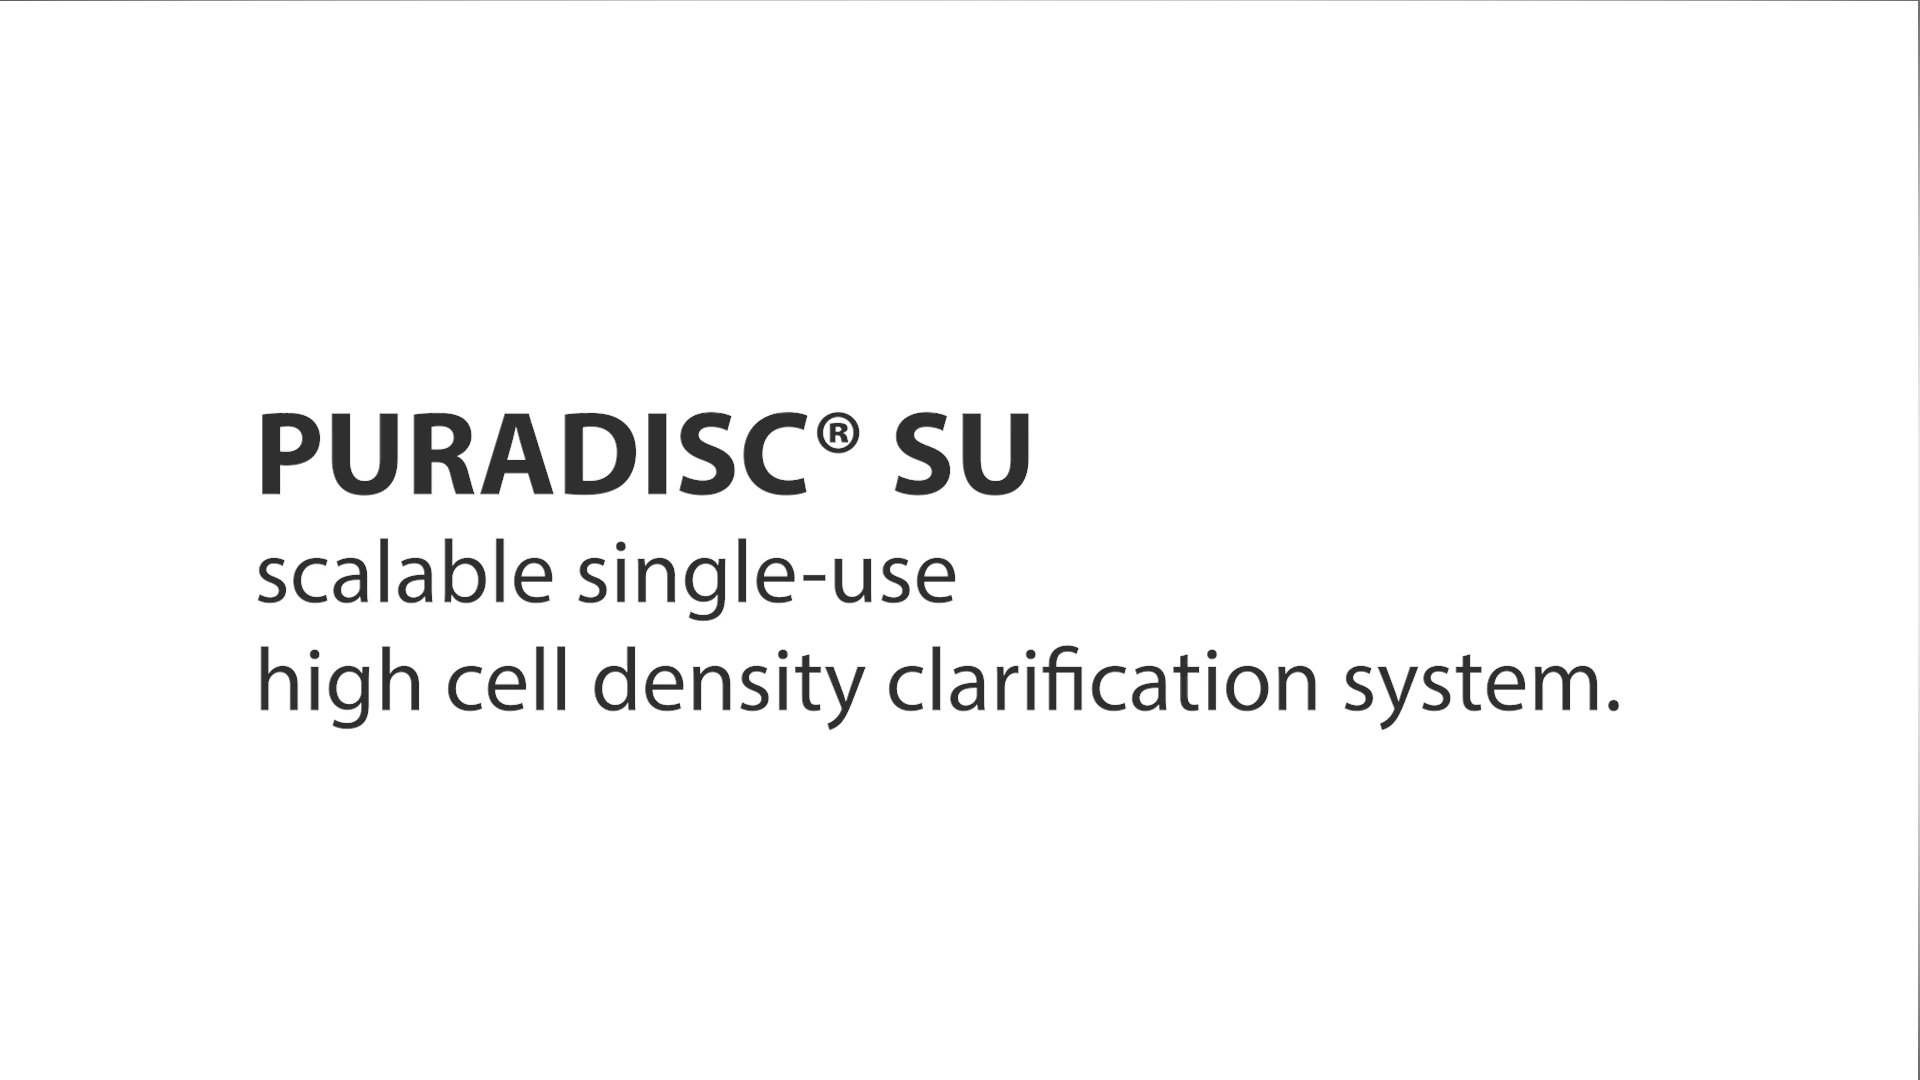 PURADISC® SU
scalable single-use
high cell density clarification system.